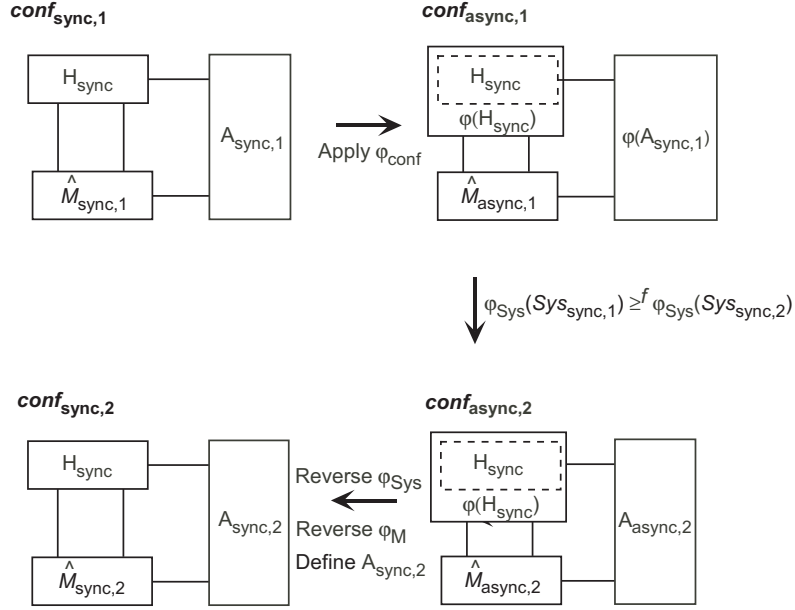 conf_sync,1
conf_async,1
H_sync
A_sync,1
M̂_sync,1
Apply φ_conf
H_sync
φ(H_sync)
φ(A_sync,1)
M̂_async,1
φ_Sys(Sys_sync,1) ≥^f φ_Sys(Sys_sync,2)
conf_sync,2
conf_async,2
H_sync
A_sync,2
M̂_sync,2
Reverse φ_Sys
Reverse φ_M
Define A_sync,2
H_sync
φ(H_sync)
A_async,2
M̂_async,2